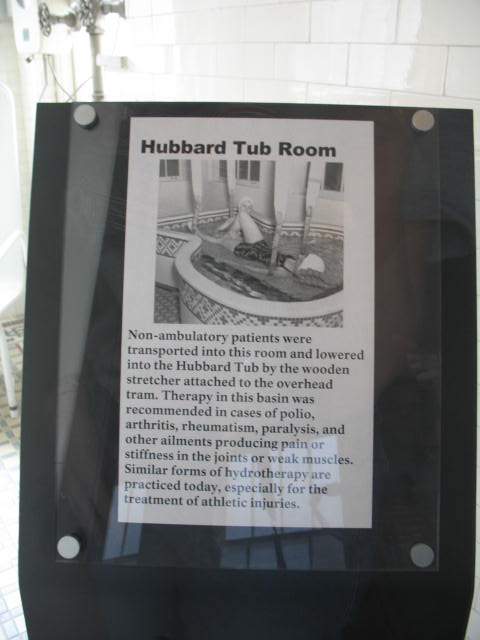 Hubbard Tub Room
Non-ambulatory patients were
transported into this room and lowered
into the Hubbard Tub by the wooden
stretcher attached to the overhead
tram. Therapy in this basin was
recommended in cases of polio,
arthritis, rheumatism, paralysis, and
other ailments producing pain or
stiffness in the joints or weak muscles.
Similar forms of hydrotherapy are
practiced today, especially for the
treatment of athletic injuries.